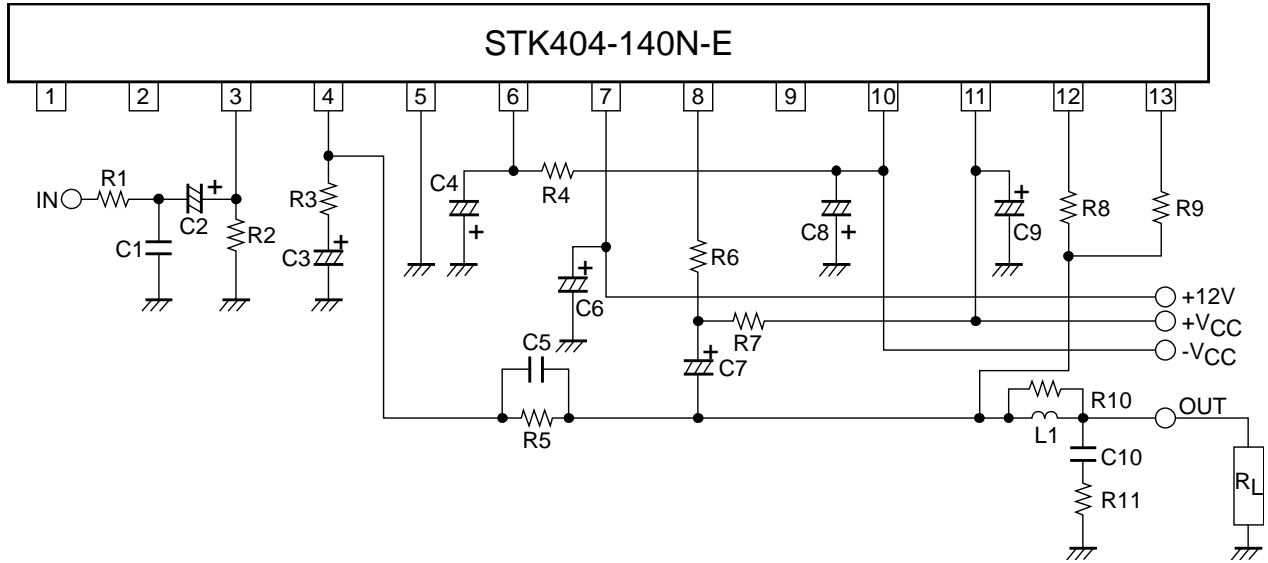 STK404-140N-E
1 2 3 4 5 6 7 8 9 10 11 12 13
IN
R1
C2
+
C1
R2
R3
C3
+
C4
+
R4
C6
+
R6
R7
C7
+
C8
+
C9
+
R8
R9
+12V
+VCC
-VCC
C5
R5
R10
L1
OUT
C10
R11
RL